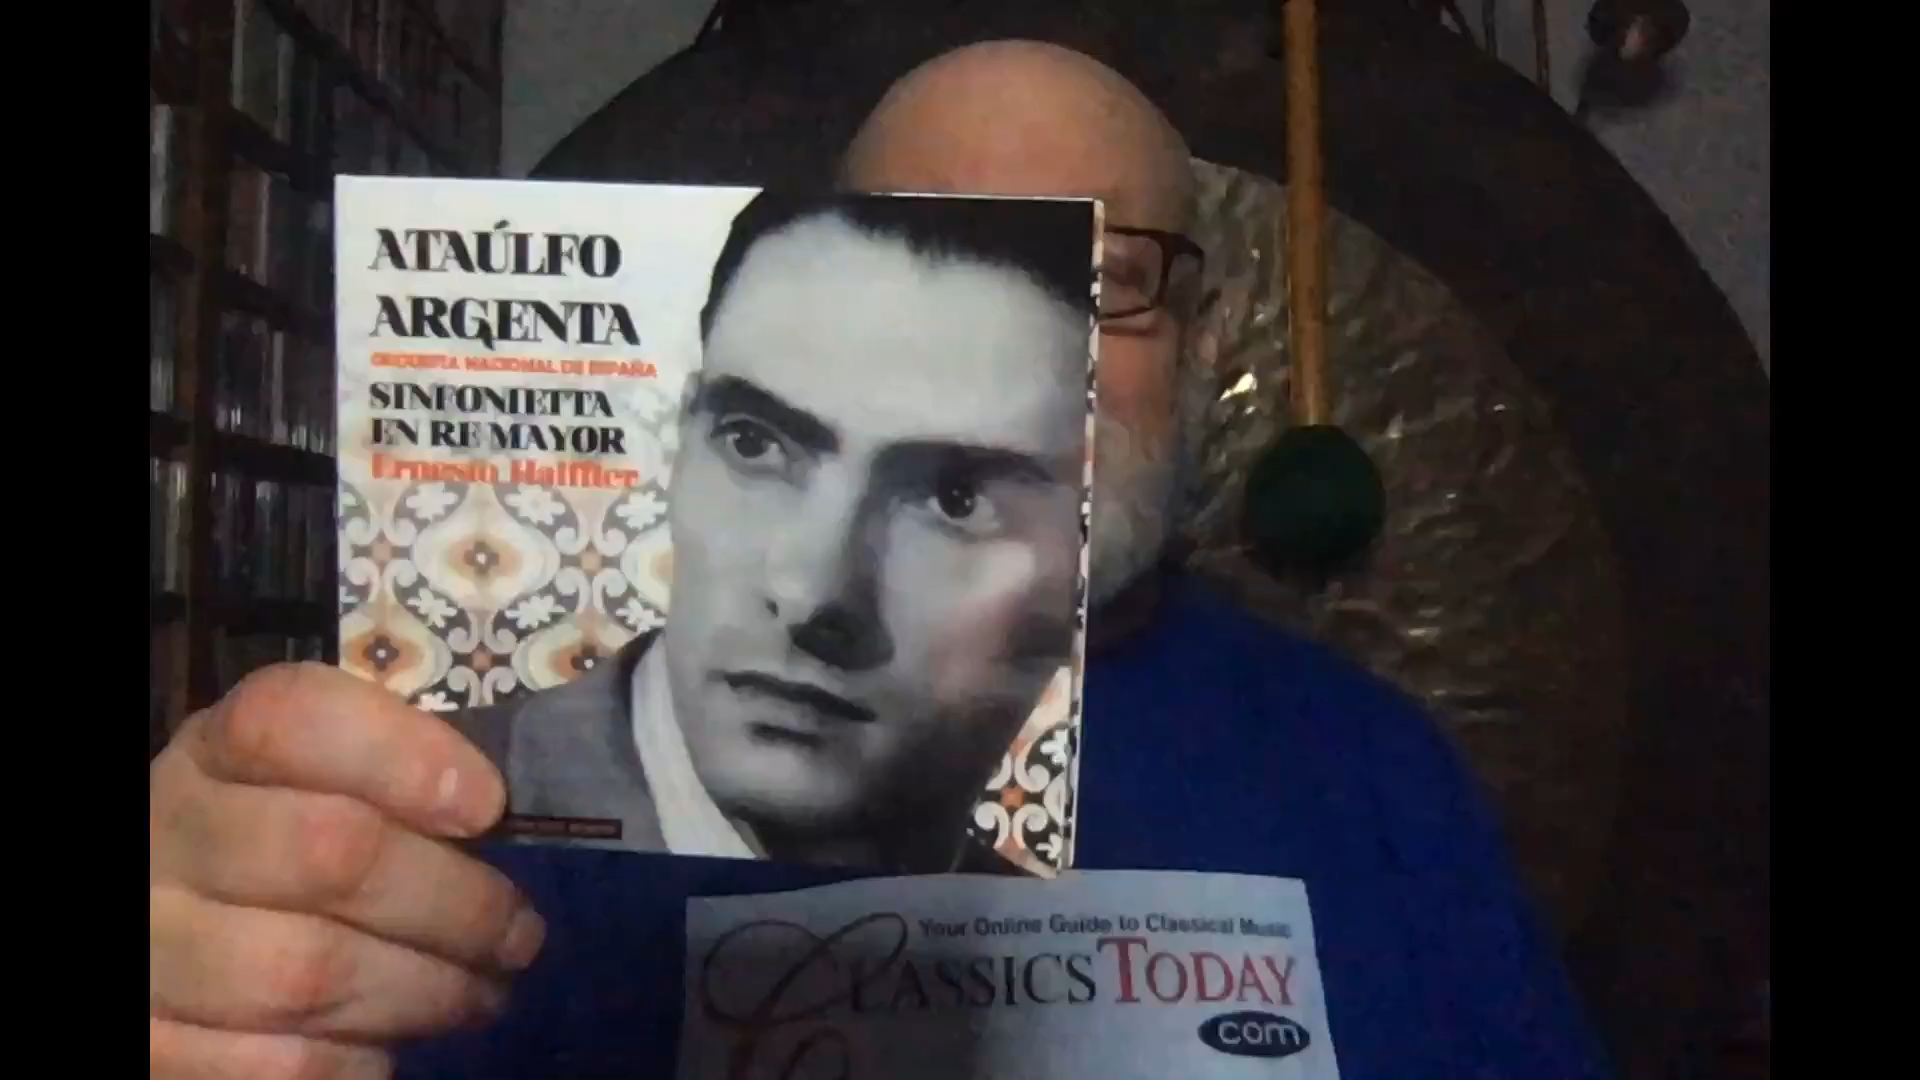 ATAÚLFO
ARGENTA
ORQUESTA NACIONAL DE ESPAÑA
SINFONIETTA
EN RE MAYOR
Ernesto Halffter
Your Online Guide to Classical Music
CLASSICSTODAY
com